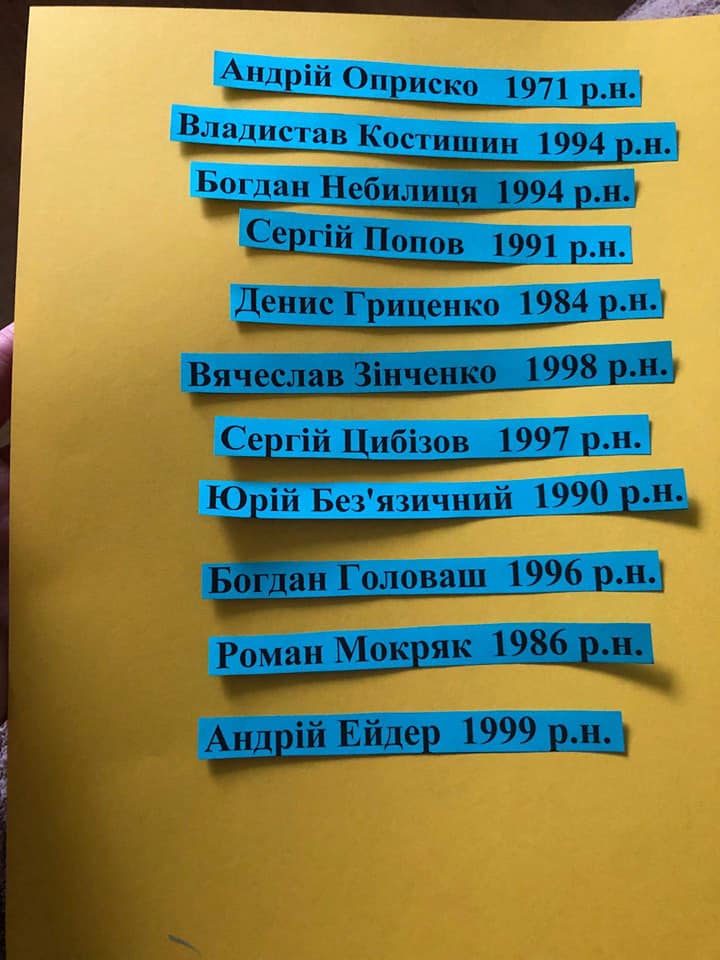 Андрій Оприско 1971 р.н.
Владистав Костишин 1994 р.н.
Богдан Небилиця 1994 р.н.
Сергій Попов 1991 р.н.
Денис Гриценко 1984 р.н.
Вячеслав Зінченко 1998 р.н.
Сергій Цибізов 1997 р.н.
Юрій Без'язичний 1990 р.н.
Богдан Головаш 1996 р.н.
Роман Мокряк 1986 р.н.
Андрій Ейдер 1999 р.н.